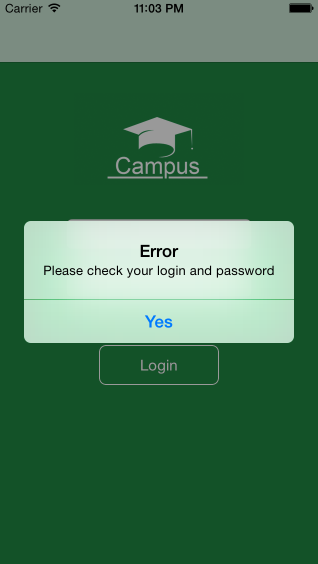 Carrier 11:03 PM
Campus
Error
Please check your login and password
Yes
Login